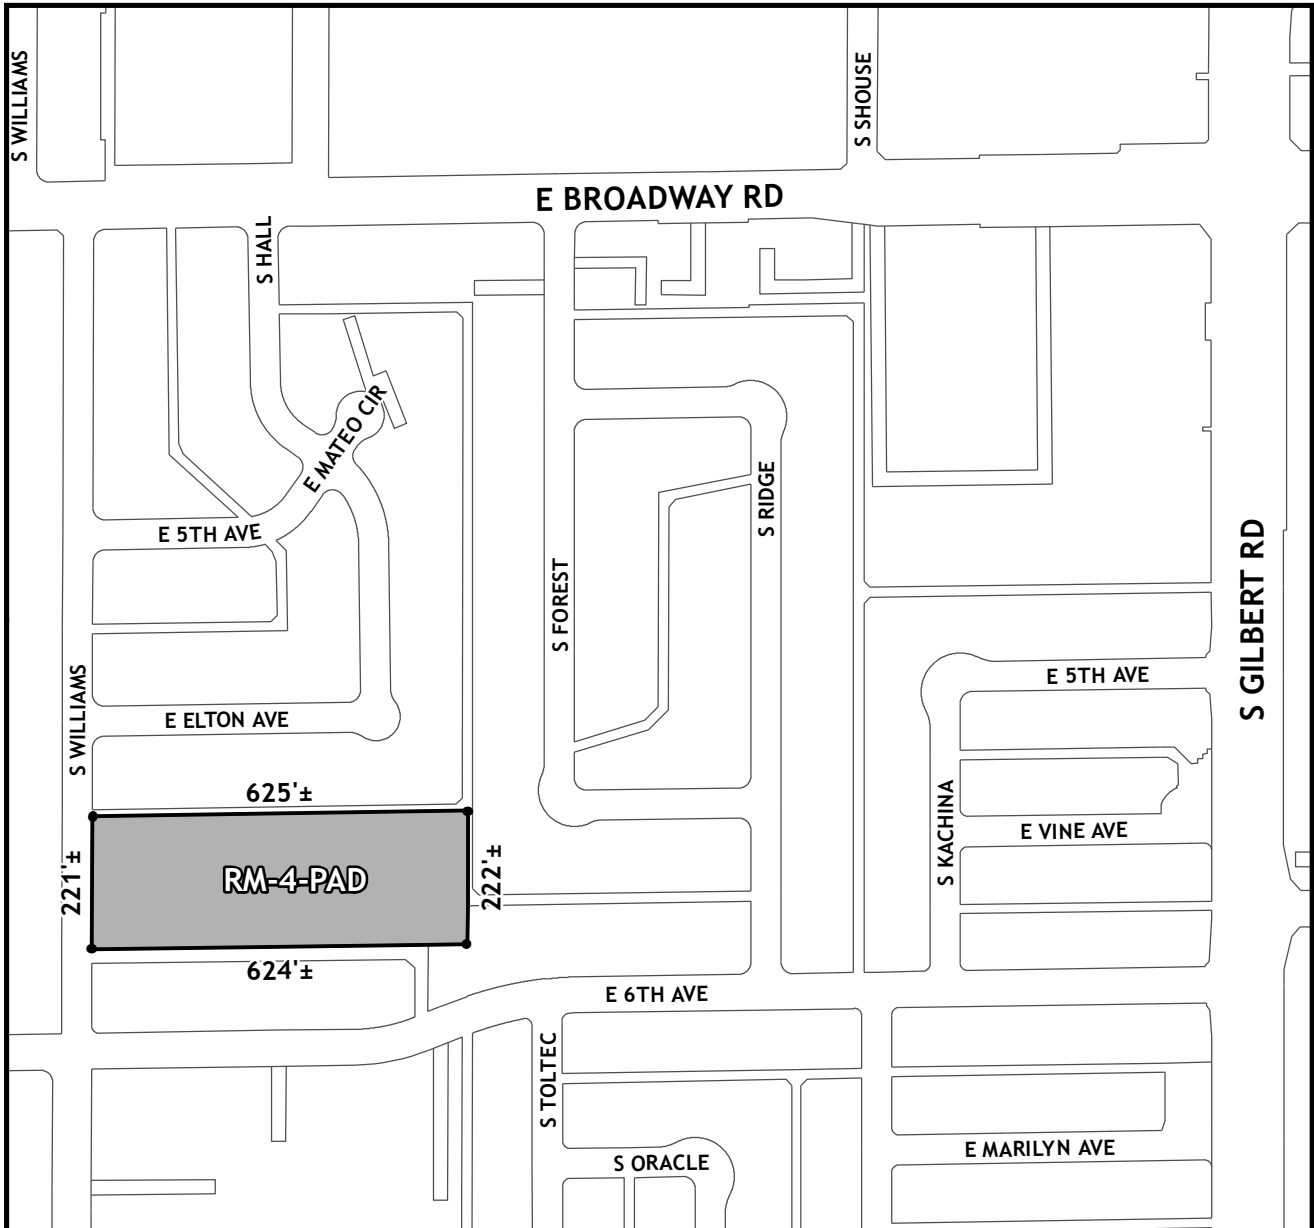 S WILLIAMS
S SHOUSE
E BROADWAY RD
S HALL
E MATEO CIR
E 5TH AVE
S RIDGE
S FOREST
S GILBERT RD
E 5TH AVE
S WILLIAMS
E ELTON AVE
625'±
S KACHINA
E VINE AVE
221'±
RM-4-PAD
222'±
624'±
E 6TH AVE
S TOLTEC
E MARILYN AVE
S ORACLE